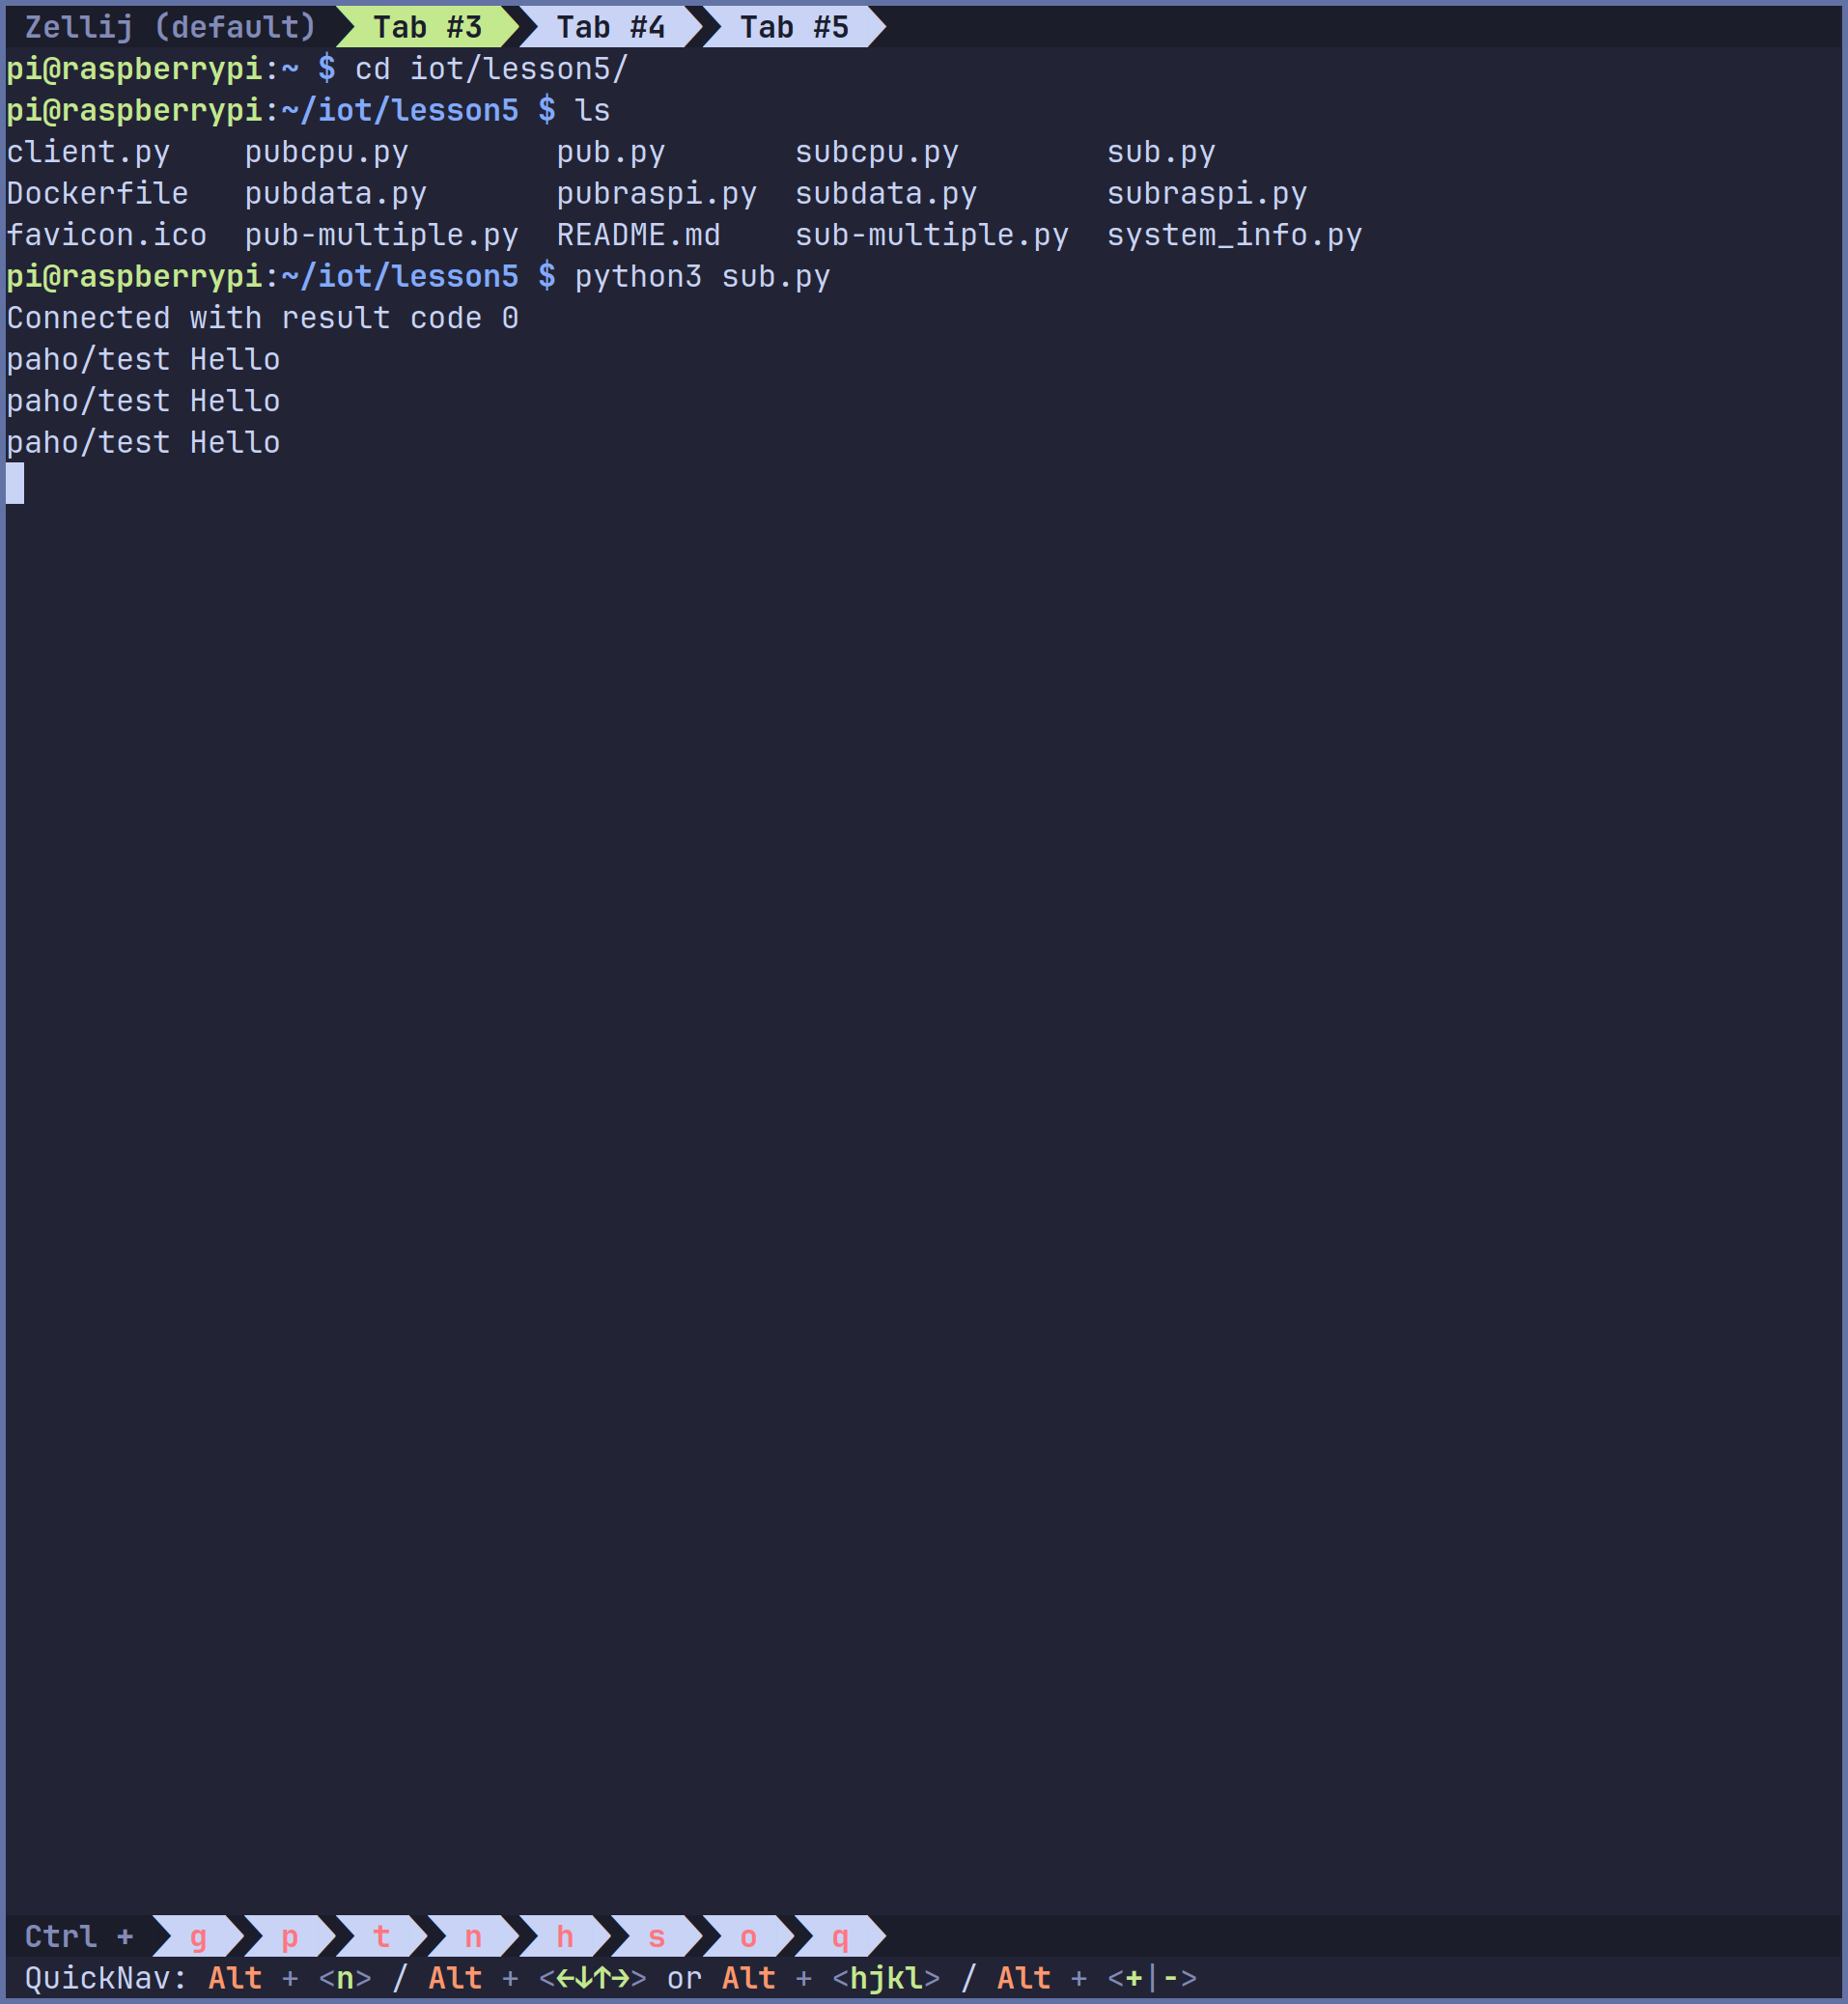 Zellij (default) Tab #3 Tab #4 Tab #5
pi@raspberrypi:~ $ cd iot/lesson5/
pi@raspberrypi:~/iot/lesson5 $ ls
client.py    pubcpu.py        pub.py       subcpu.py        sub.py
Dockerfile   pubdata.py       pubraspi.py  subdata.py       subraspi.py
favicon.ico  pub-multiple.py  README.md    sub-multiple.py  system_info.py
pi@raspberrypi:~/iot/lesson5 $ python3 sub.py
Connected with result code 0
paho/test Hello
paho/test Hello
paho/test Hello
Ctrl + g p t n h s o q
QuickNav: Alt + <n> / Alt + <←↓↑→> or Alt + <hjkl> / Alt + <+|->